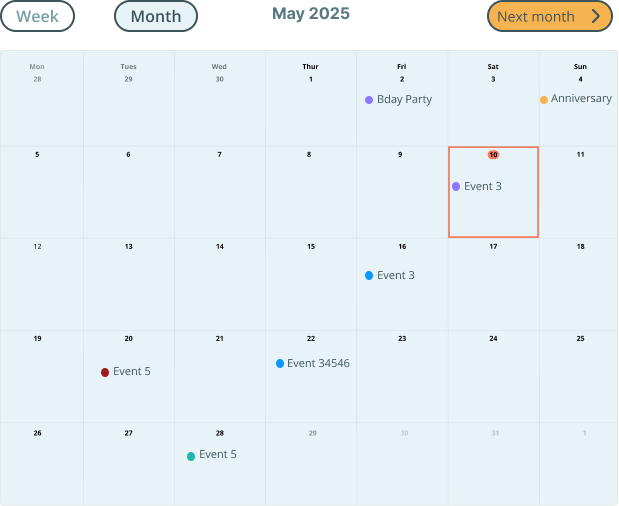 Week Month May 2025 Next month
Mon Tues Wed Thur Fri Sat Sun
28 29 30 1 2 3 4
Bday Party Anniversary
5 6 7 8 9 10 11
Event 3
12 13 14 15 16 17 18
Event 3
19 20 21 22 23 24 25
Event 5 Event 34546
26 27 28 29 30 31 1
Event 5